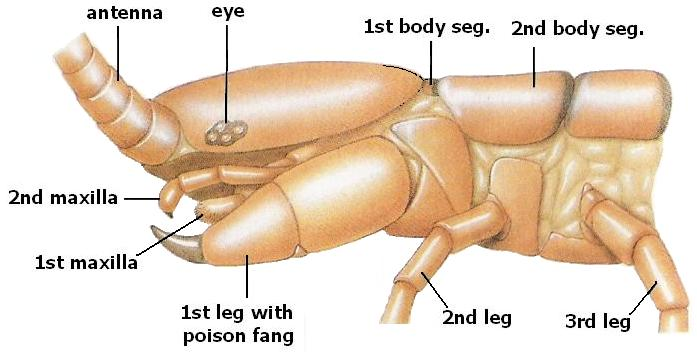 antenna
eye
1st body seg.
2nd body seg.
2nd maxilla
1st maxilla
1st leg with
poison fang
2nd leg
3rd leg